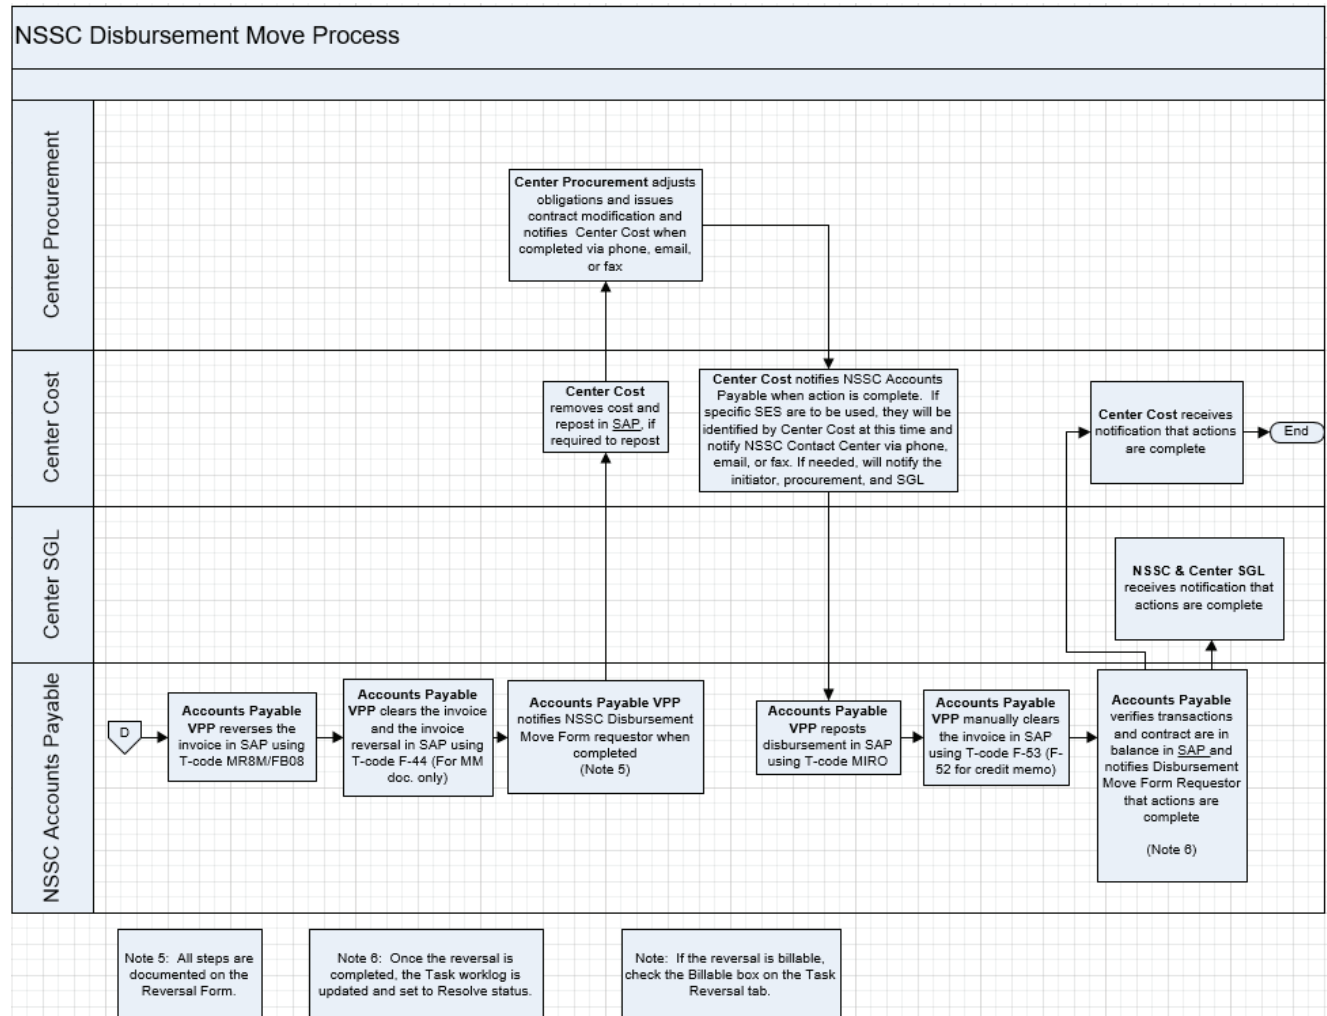 NSSC Disbursement Move Process
Center Procurement
Center Procurement adjusts
obligations and issues
contract modification and
notifies Center Cost when
completed via phone, email,
or fax
Center Cost
Center Cost
removes cost and
repost in SAP, if
required to repost
Center Cost notifies NSSC Accounts
Payable when action is complete. If
specific SES are to be used, they will be
identified by Center Cost at this time and
notify NSSC Contact Center via phone,
email, or fax. If needed, will notify the
initiator, procurement, and SGL
Center Cost receives
notification that actions
are complete
End
Center SGL
NSSC & Center SGL
receives notification that
actions are complete
NSSC Accounts Payable
D
Accounts Payable
VPP reverses the
invoice in SAP using
T-code MR8M/FB08
Accounts Payable
VPP clears the invoice
and the invoice
reversal in SAP using
T-code F-44 (For MM
doc. only)
Accounts Payable VPP
notifies NSSC Disbursement
Move Form requestor when
completed
(Note 5)
Accounts Payable
VPP reposts
disbursement in SAP
using T-code MIRO
Accounts Payable
VPP manually clears
the invoice in SAP
using T-code F-53 (F-
52 for credit memo)
Accounts Payable
verifies transactions
and contract are in
balance in SAP and
notifies Disbursement
Move Form Requestor
that actions are
complete
(Note 6)
Note 5: All steps are
documented on the
Reversal Form.
Note 6: Once the reversal is
completed, the Task worklog is
updated and set to Resolve status.
Note: If the reversal is billable,
check the Billable box on the Task
Reversal tab.